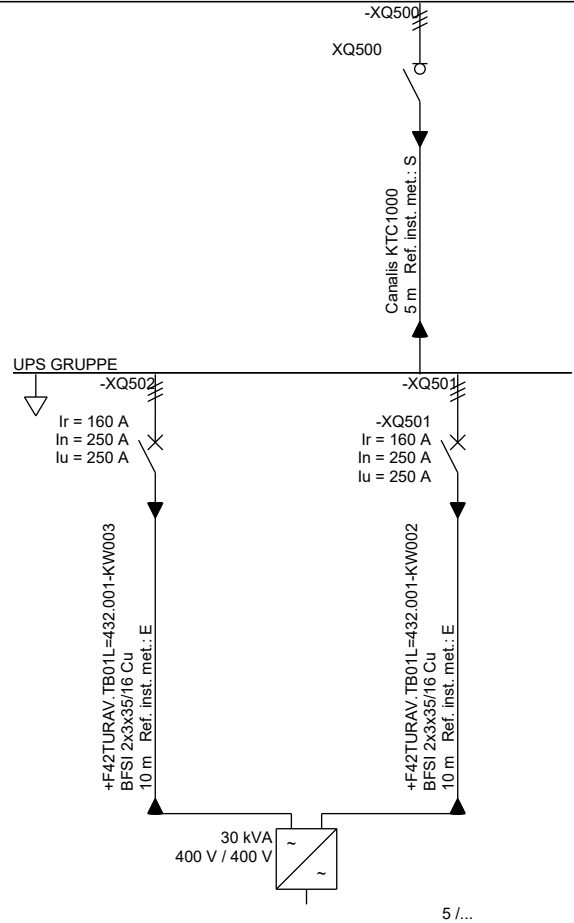 -XQ500
XQ500
Canalis KTC1000
5 m Ref. inst. met.: S
UPS GRUPPE
-XQ502
Ir = 160 A
In = 250 A
Iu = 250 A
-XQ501
-XQ501
Ir = 160 A
In = 250 A
Iu = 250 A
+F42TURAV.TB01L=432.001-KW003
BFSI 2x3x35/16 Cu
10 m Ref. inst. met.: E
+F42TURAV.TB01L=432.001-KW002
BFSI 2x3x35/16 Cu
10 m Ref. inst. met.: E
30 kVA
400 V / 400 V
~
~
5 /...